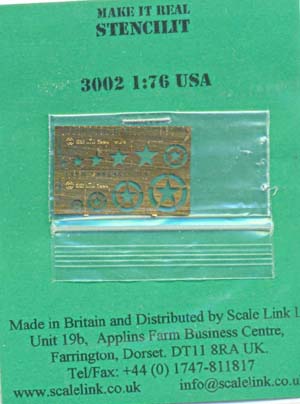 MAKE IT REAL
STENCILIT
3002 1:76 USA
Made in Britain and Distributed by Scale Link
Unit 19b, Applins Farm Business Centre,
Farrington, Dorset. DT11 8RA UK.
Tel/Fax: +44 (0) 1747-811817
www.scalelink.co.uk info@scalelink.co.uk